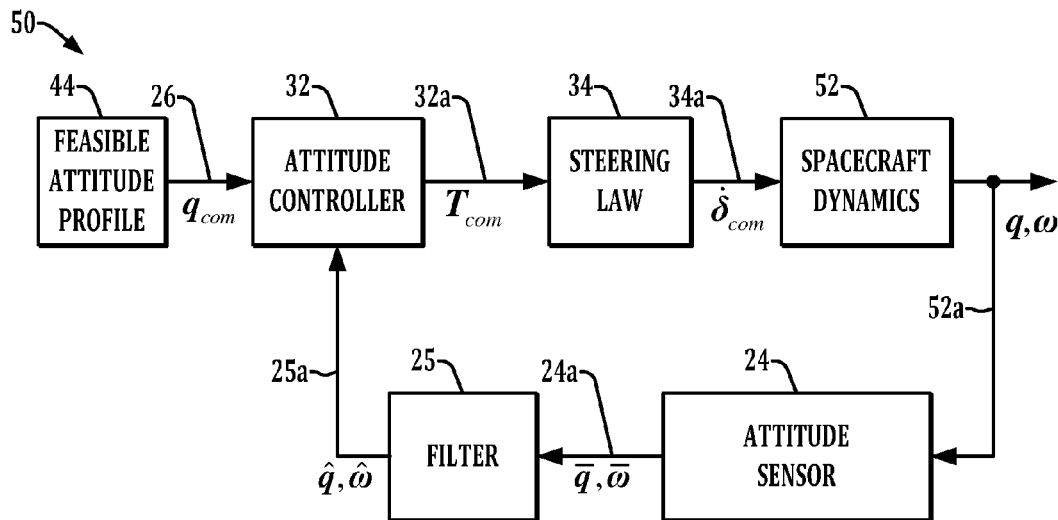 50
44
26
32
32a
34
34a
52
FEASIBLE
ATTITUDE
PROFILE
q_com
ATTITUDE
CONTROLLER
T_com
STEERING
LAW
δ̇_com
SPACECRAFT
DYNAMICS
q, ω
52a
25a
25
24a
24
q̂, ω̂
FILTER
q̅, ω̅
ATTITUDE
SENSOR